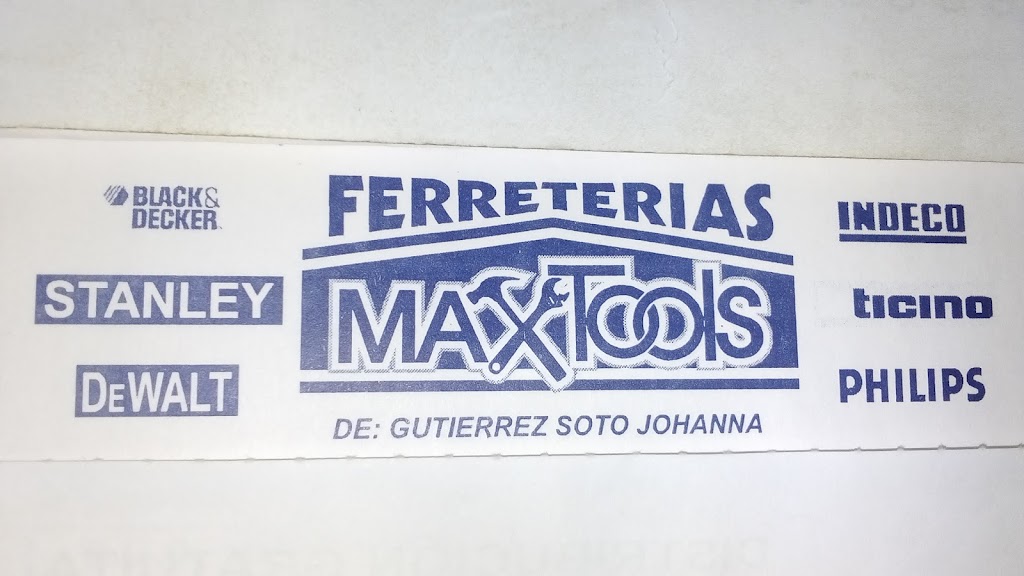 BLACK&
DECKER
STANLEY
DEWALT
FERRETERIAS
MAXTOOLS
DE: GUTIERREZ SOTO JOHANNA
INDECO
ticino
PHILIPS